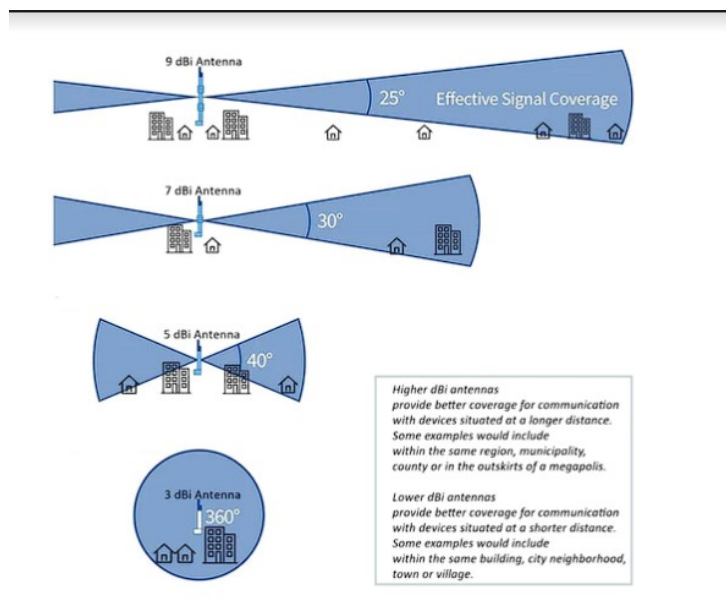 9 dBi Antenna
25°
Effective Signal Coverage
7 dBi Antenna
30°
5 dBi Antenna
40°
3 dBi Antenna
360°
Higher dBi antennas
provide better coverage for communication
with devices situated at a longer distance.
Some examples would include
within the same region, municipality,
county or in the outskirts of a megapolis.
Lower dBi antennas
provide better coverage for communication
with devices situated at a shorter distance.
Some examples would include
within the same building, city neighborhood,
town or village.